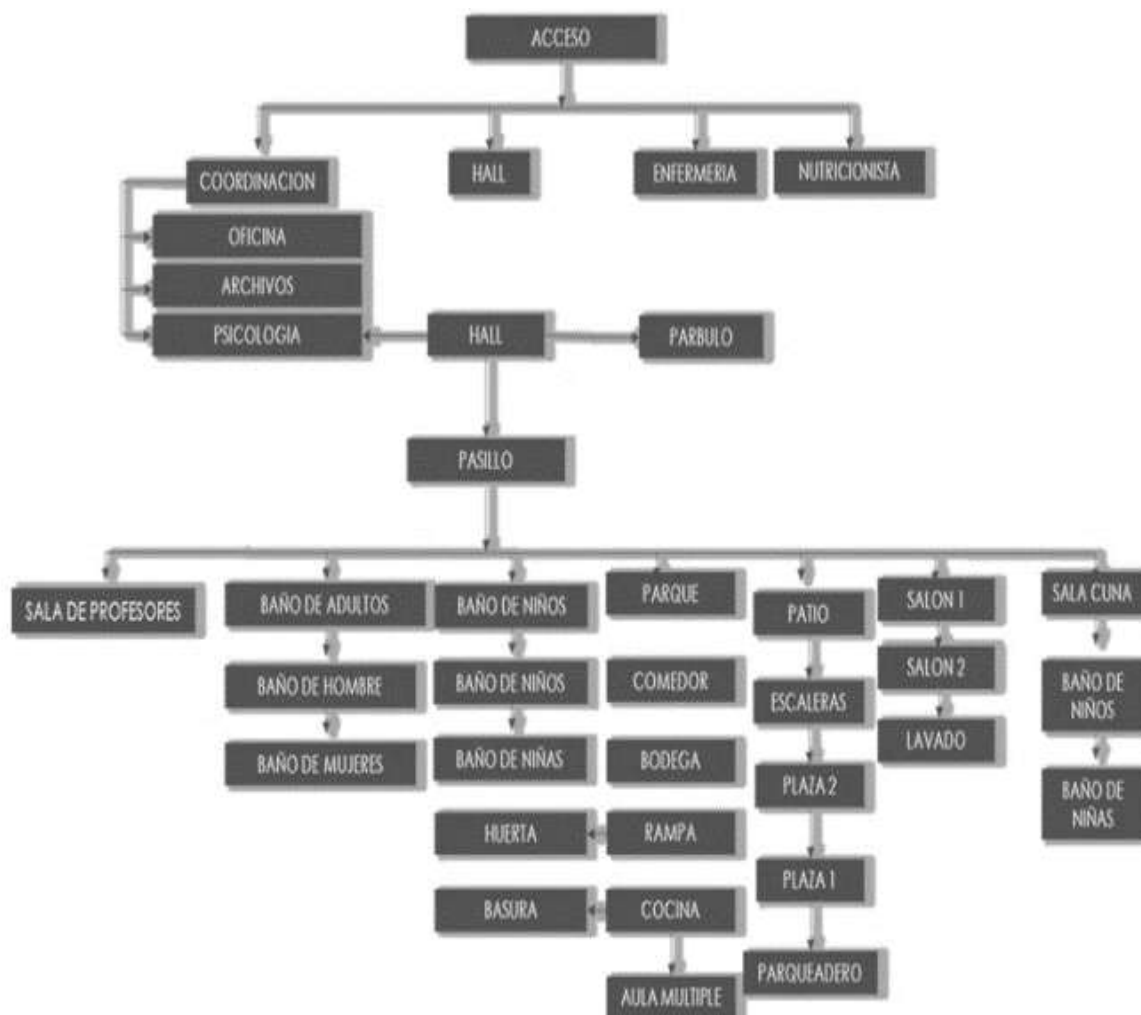 ACCESO
COORDINACION
HALL
ENFERMERIA
NUTRICIONISTA
OFICINA
ARCHIVOS
PSICOLOGIA
HALL
PARBULO
PASILLO
SALA DE PROFESORES
BAÑO DE ADULTOS
BAÑO DE HOMBRE
BAÑO DE MUJERES
BAÑO DE NIÑOS
BAÑO DE NIÑOS
BAÑO DE NIÑAS
HUERTA
BASURA
PARQUE
COMEDOR
BODEGA
RAMPA
COCINA
AULA MULTIPLE
PATIO
ESCALERAS
PLAZA 2
PLAZA 1
PARQUEADERO
SALON 1
SALON 2
LAVADO
SALA CUNA
BAÑO DE
NIÑOS
BAÑO DE
NIÑAS